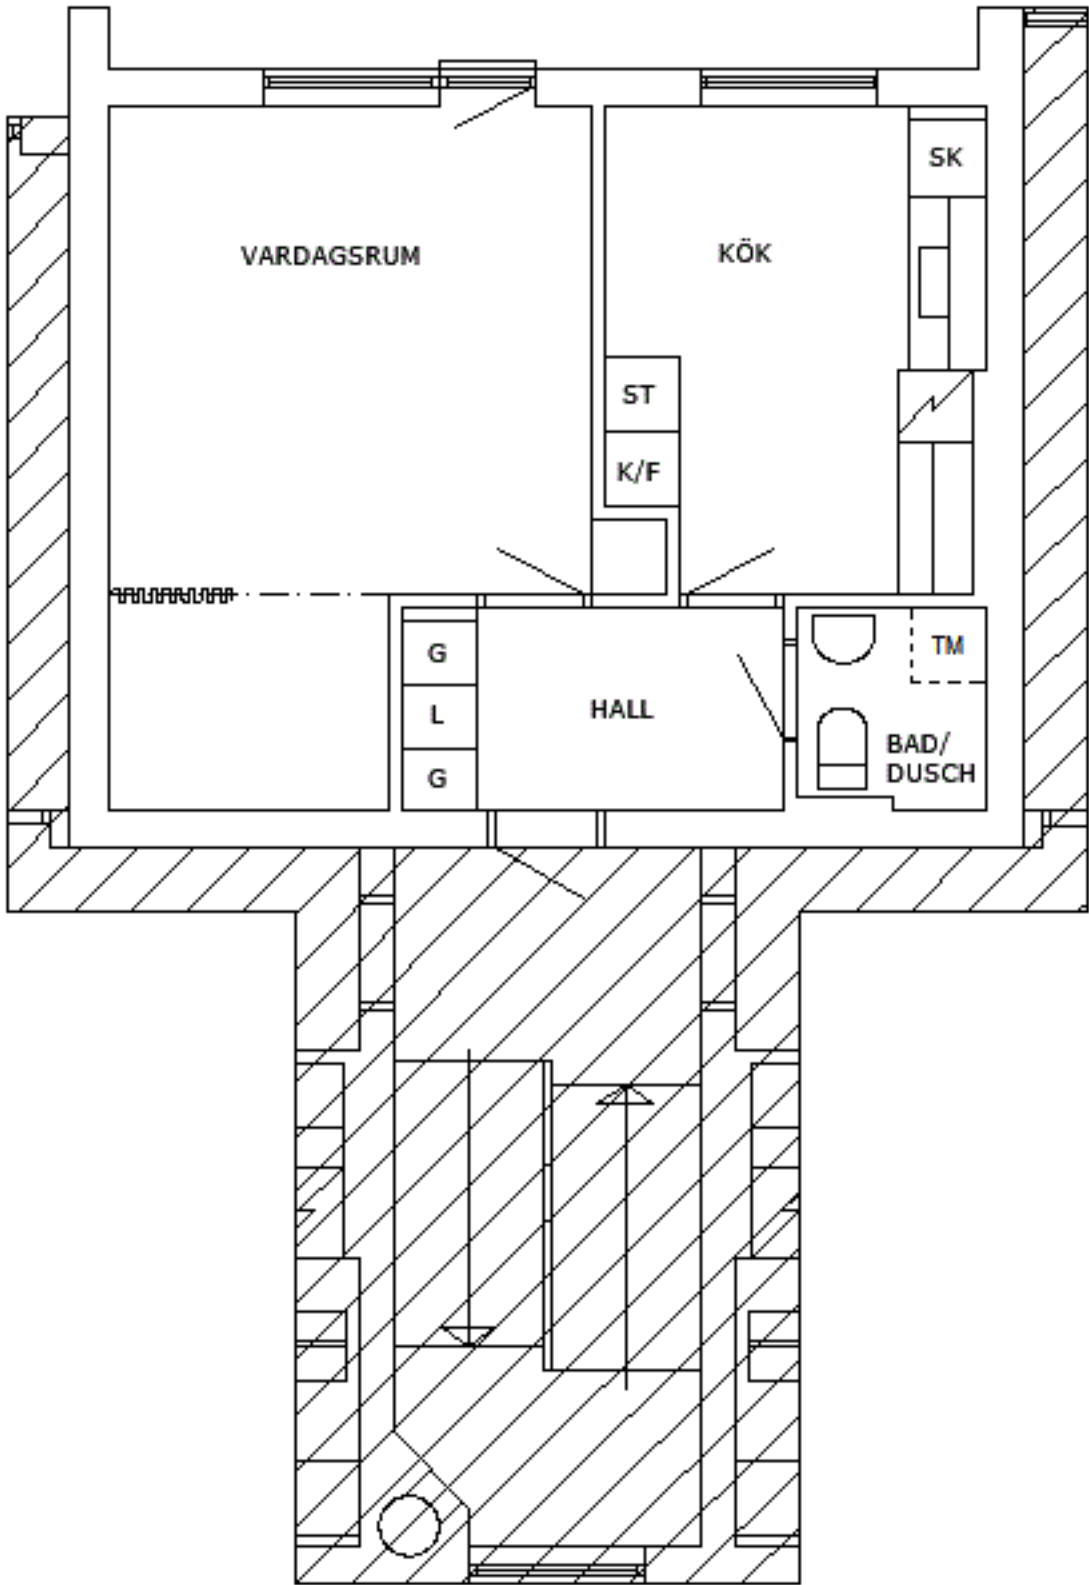 SK
VARDAGSRUM
KÖK
ST
K/F
G
TM
L
HALL
BAD/
DUSCH
G